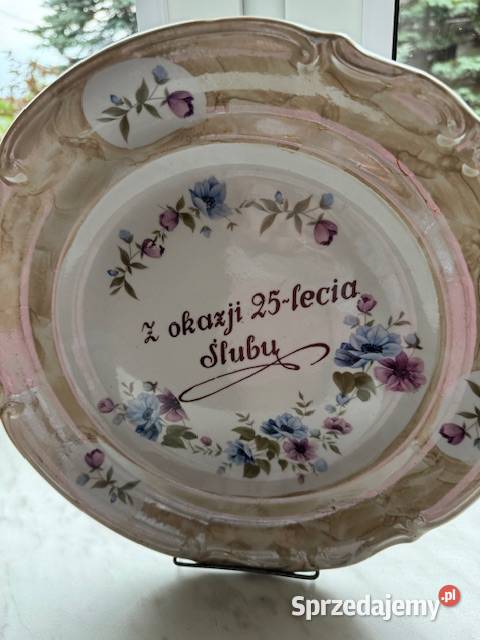 Z okazji 25-lecia
Ślubu
Sprzedajemy.pl